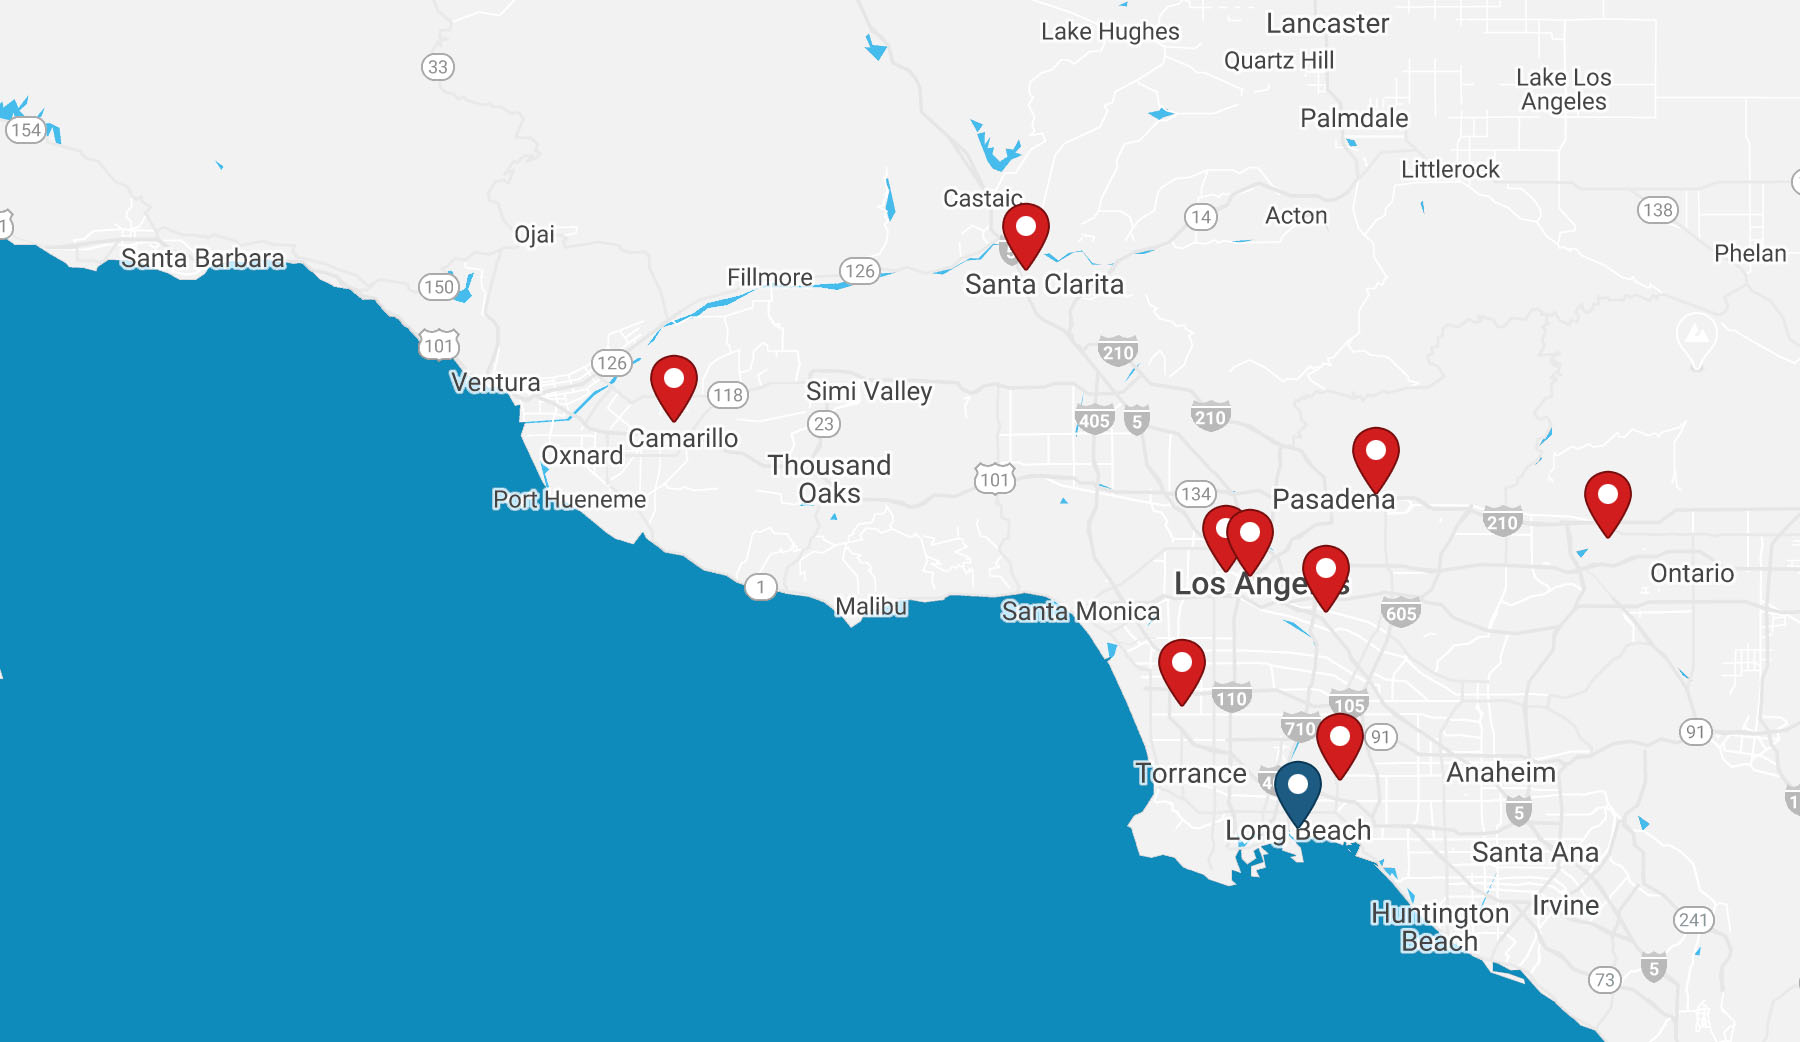 Lancaster
Lake Hughes
Quartz Hill
33
Lake Los
Angeles
Palmdale
154
Littlerock
Castaic
138
14
Acton
Ojai
Phelan
Santa Barbara
Fillmore
126
Santa Clarita
150
101
210
126
Ventura
118
Simi Valley
23
405
5
210
Camarillo
Oxnard
Thousand
Oaks
101
134
Pasadena
Port Hueneme
210
Los Angeles
Ontario
1
Malibu
Santa Monica
605
110
105
710
91
91
Torrance
Anaheim
5
Long Beach
Santa Ana
Huntington
Beach
Irvine
241
5
73